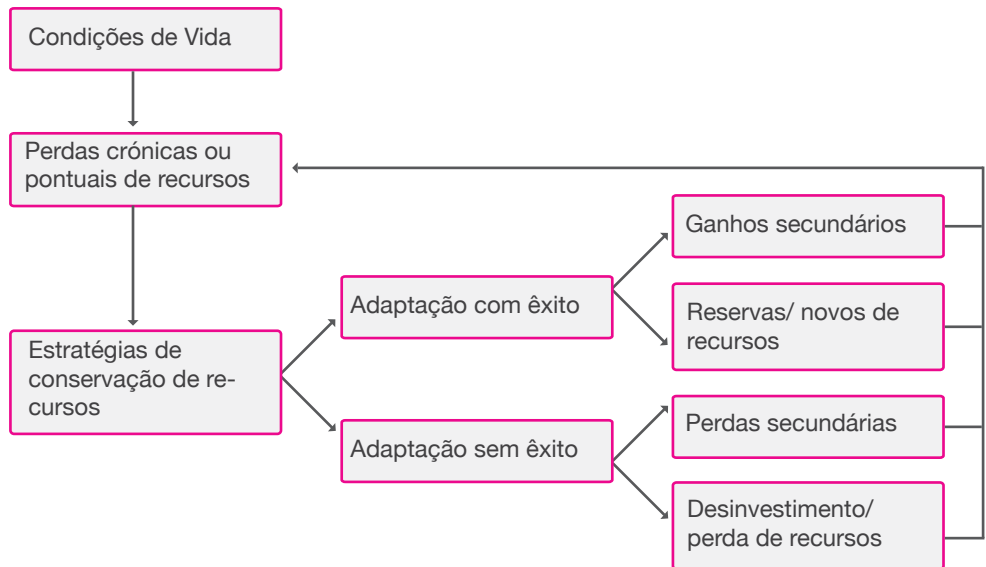 Condições de Vida
Perdas crónicas ou
pontuais de recursos
Estratégias de
conservação de re-
cursos
Adaptação com êxito
Adaptação sem êxito
Ganhos secundários
Reservas/ novos de
recursos
Perdas secundárias
Desinvestimento/
perda de recursos